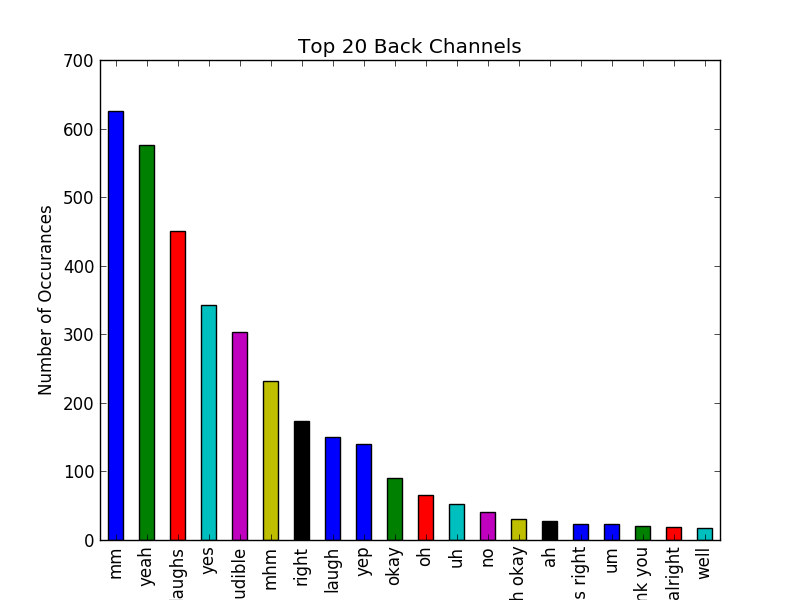 Top 20 Back Channels
700
600
500
400
300
200
100
0
Number of Occurances
mm
yeah
laughs
yes
udible
mhm
right
laugh
yep
okay
oh
uh
no
h okay
ah
s right
um
nk you
alright
well